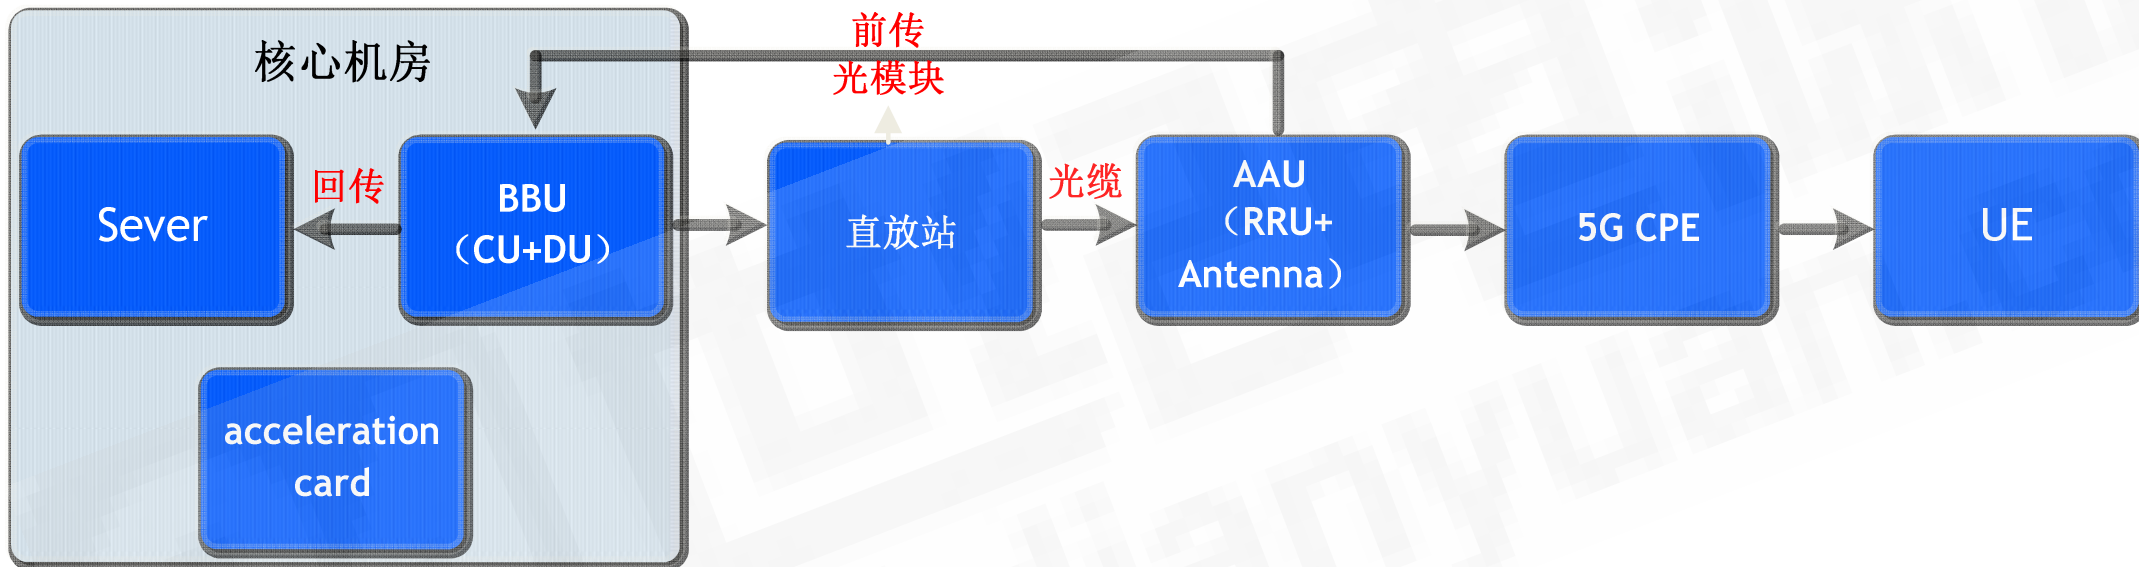 核心机房
前传
光模块
Sever
回传
BBU
（CU+DU）
直放站
光缆
AAU
（RRU+
Antenna）
5G CPE
UE
acceleration
card